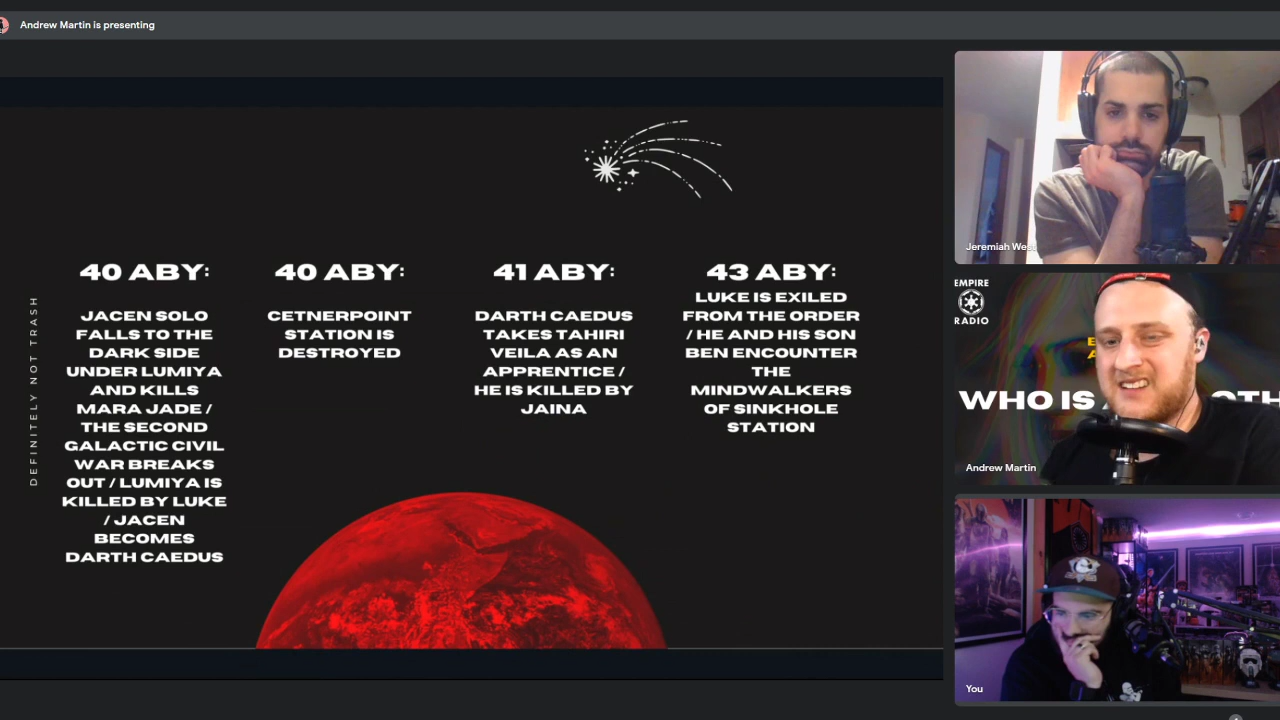 Andrew Martin is presenting
DEFINITELY NOT TRASH
40 ABY:
JACEN SOLO
FALLS TO THE
DARK SIDE
UNDER LUMIYA
AND KILLS
MARA JADE /
THE SECOND
GALACTIC CIVIL
WAR BREAKS
OUT / LUMIYA IS
KILLED BY LUKE
/ JACEN
BECOMES
DARTH CAEDUS
40 ABY:
CETNERPOINT
STATION IS
DESTROYED
41 ABY:
DARTH CAEDUS
TAKES TAHIRI
VEILA AS AN
APPRENTICE /
HE IS KILLED BY
JAINA
43 ABY:
LUKE IS EXILED
FROM THE ORDER
/ HE AND HIS SON
BEN ENCOUNTER
THE
MINDWALKERS
OF SINKHOLE
STATION
Jeremiah West
EMPIRE
RADIO
WHO IS
Andrew Martin
You